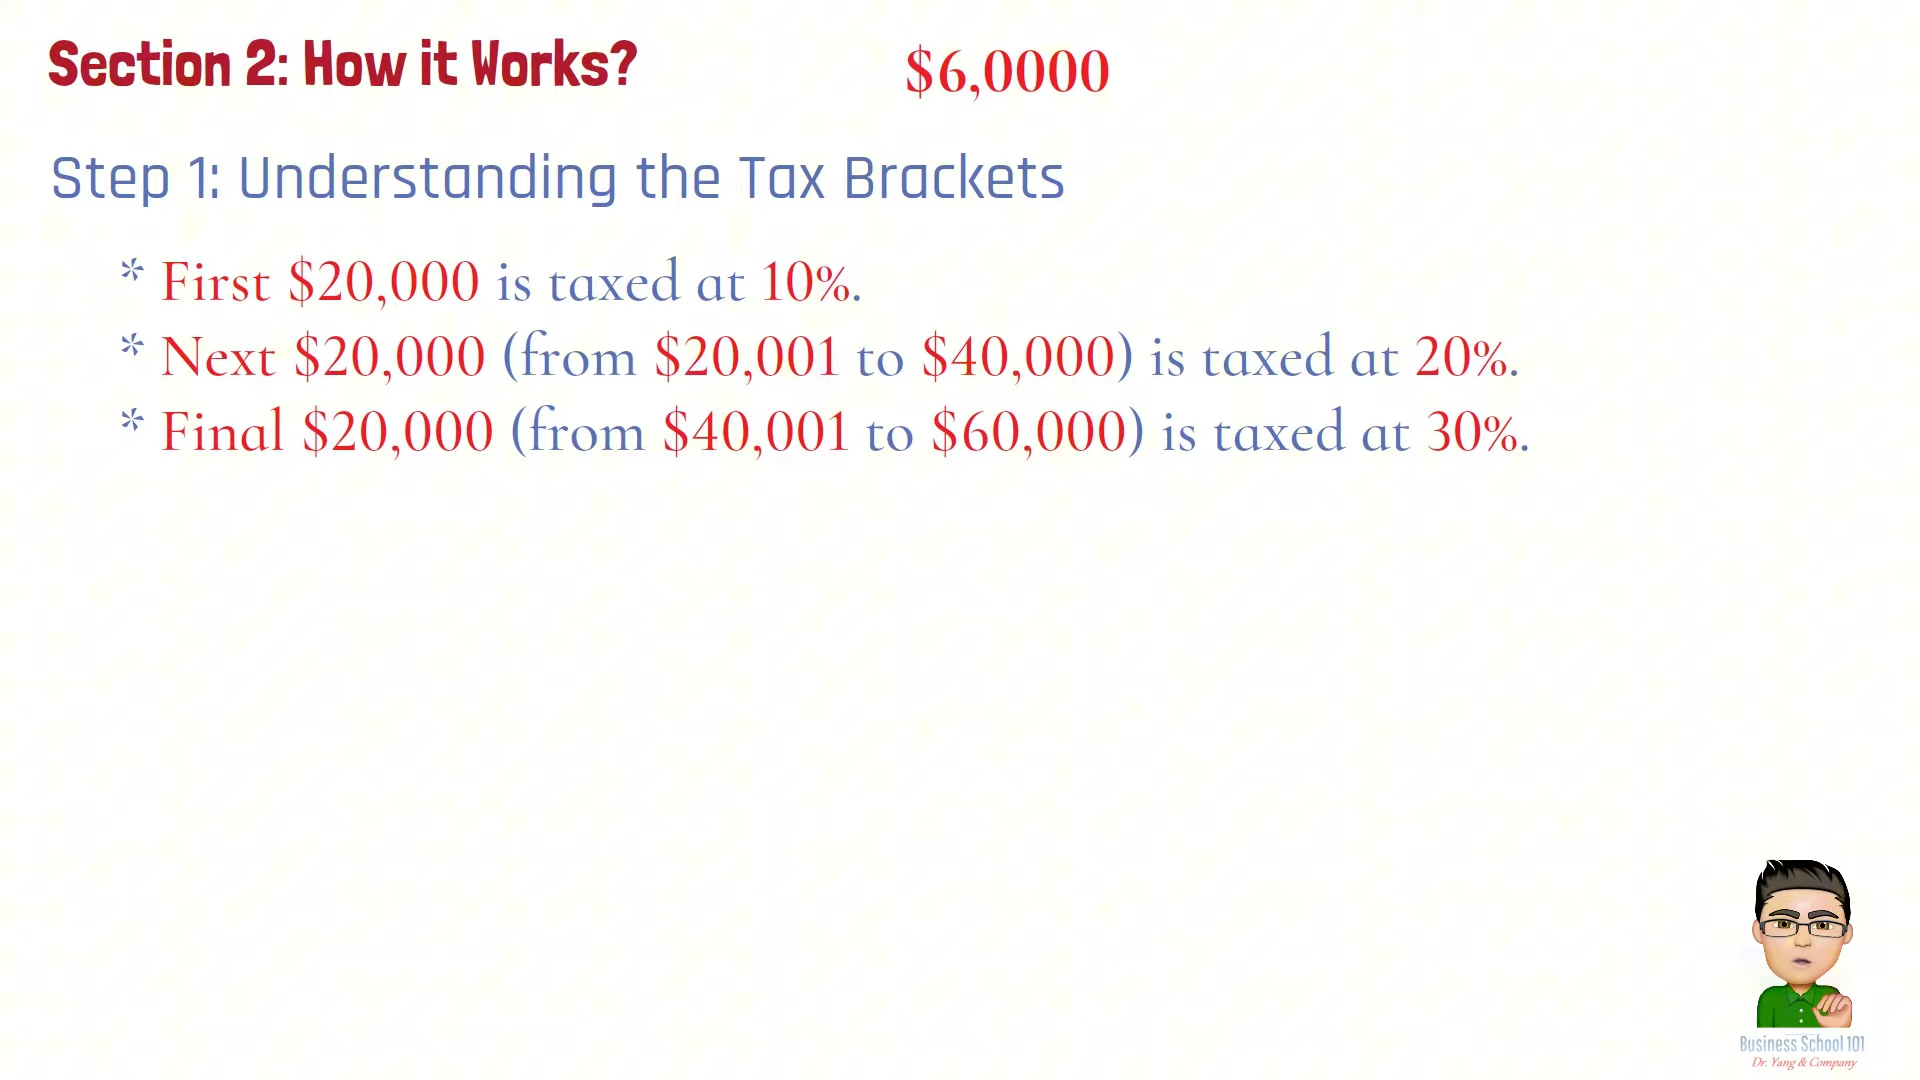 Section 2: How it Works?
$6,0000
Step 1: Understanding the Tax Brackets
* First $20,000 is taxed at 10%.
* Next $20,000 (from $20,001 to $40,000) is taxed at 20%.
* Final $20,000 (from $40,001 to $60,000) is taxed at 30%.
Business School 101
Dr. Yang & Company